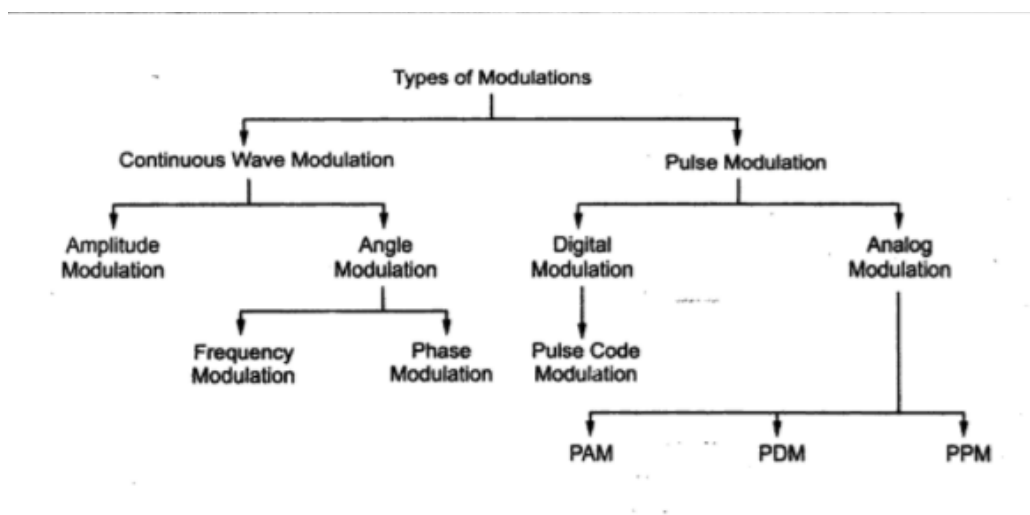 Types of Modulations
Continuous Wave Modulation
Pulse Modulation
Amplitude
Modulation
Angle
Modulation
Digital
Modulation
Analog
Modulation
Frequency
Modulation
Phase
Modulation
Pulse Code
Modulation
PAM
PDM
PPM